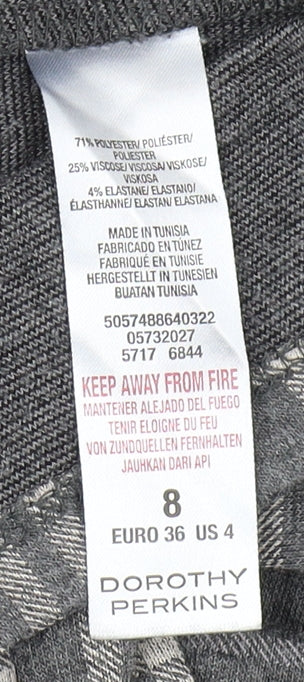 71% POLYESTER/ POLIÉSTER/
POLIESTER
25% VISCOSE/ VISCOSA/ VISKOSE/
VISKOSA
4% ELASTANE/ ELASTANO/
ÉLASTHANNE/ ELASTAN/ ELASTANA
MADE IN TUNISIA
FABRICADO EN TÚNEZ
FABRIQUÉ EN TUNISIE
HERGESTELLT IN TUNESIEN
BUATAN TUNISIA
5057488640322
05732027
5717 6844
KEEP AWAY FROM FIRE
MANTENER ALEJADO DEL FUEGO
TENIR ELOIGNE DU FEU
VON ZUNDQUELLEN FERNHALTEN
JAUHKAN DARI API
8
EURO 36 US 4
DOROTHY
PERKINS